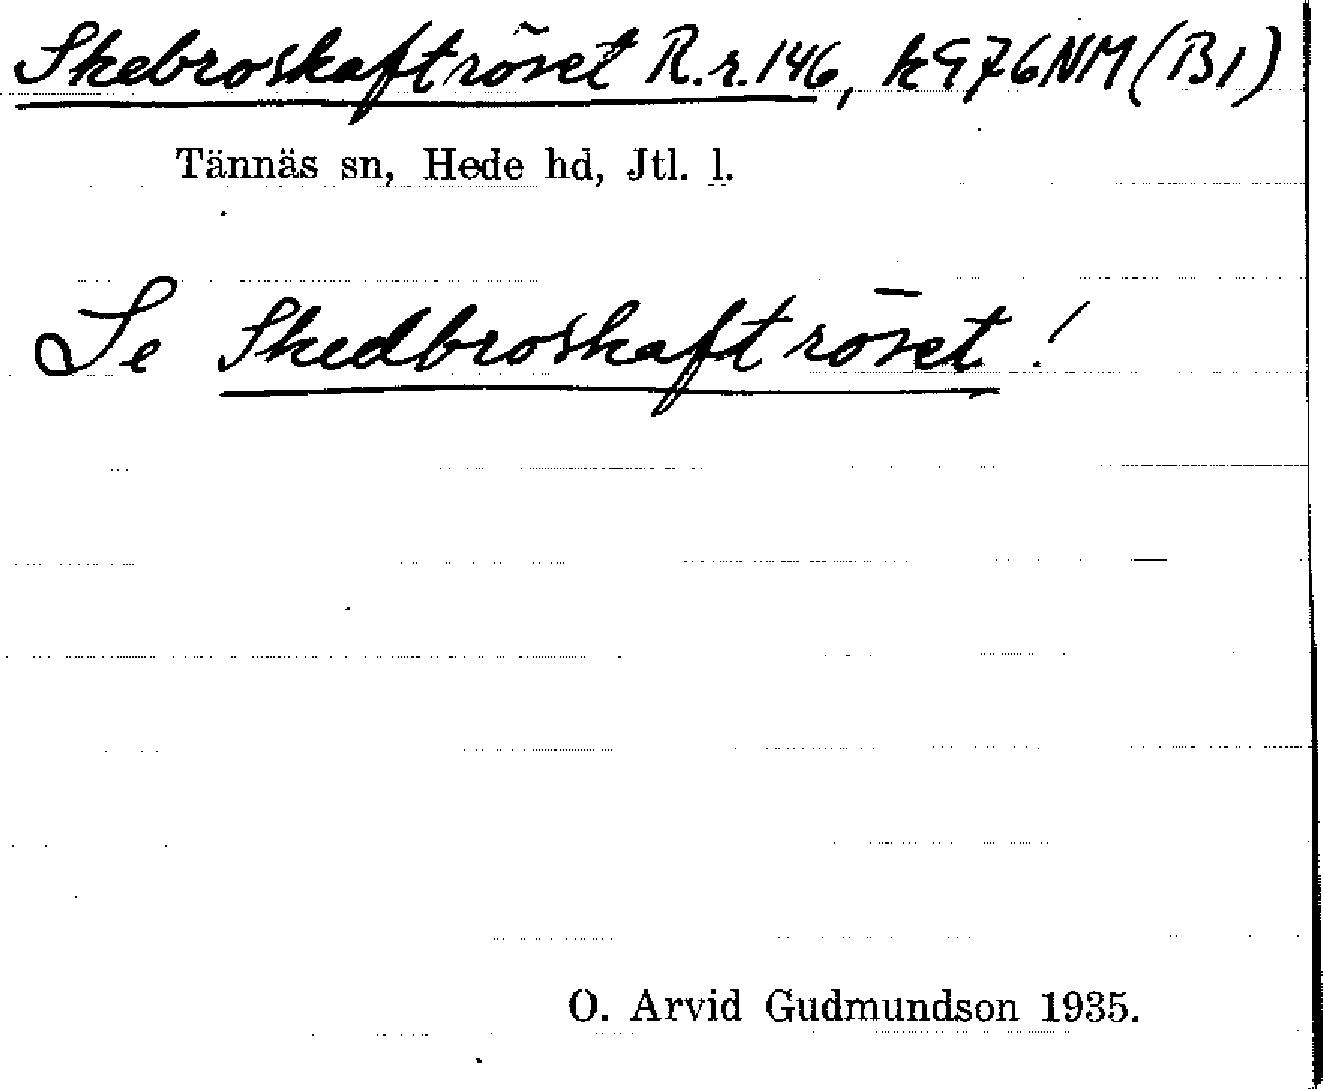 Skebroskaftröset R.r.146, k976NM(B1)
Tännäs sn, Hede hd, Jtl. l.
Se Skedbroskaftröset!
O. Arvid Gudmundson 1935.